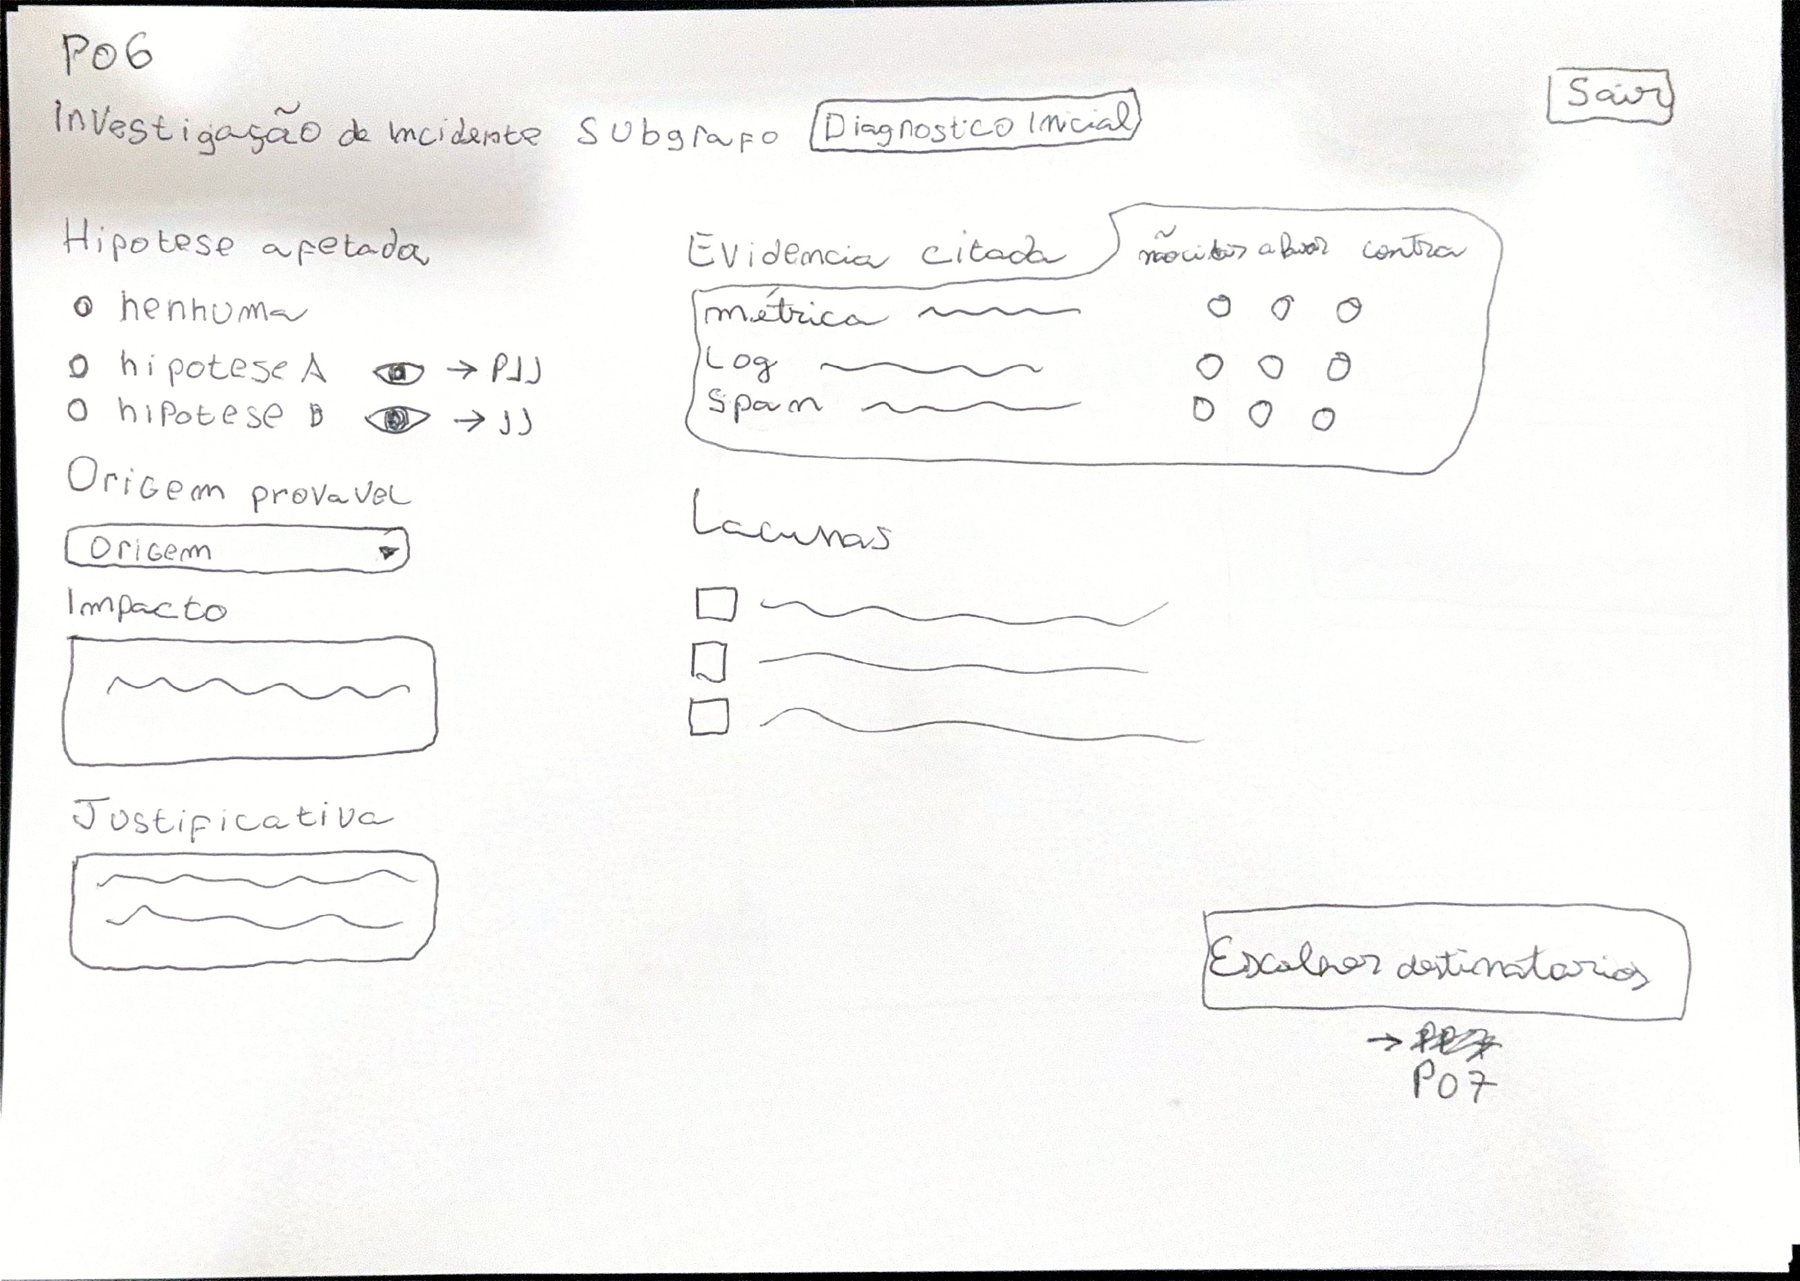 P06
Investigação de Incidente Subgrafo Diagnostico Inicial
Sair
Hipotese afetada
nenhuma
hipotese A → P11
hipotese B → 11
Origem provavel
Origem
Impacto
Justificativa
Evidencia citada não citar a favor contra
métrica
Log
Span
Lacunas
Escolher destinatarios
→
P07